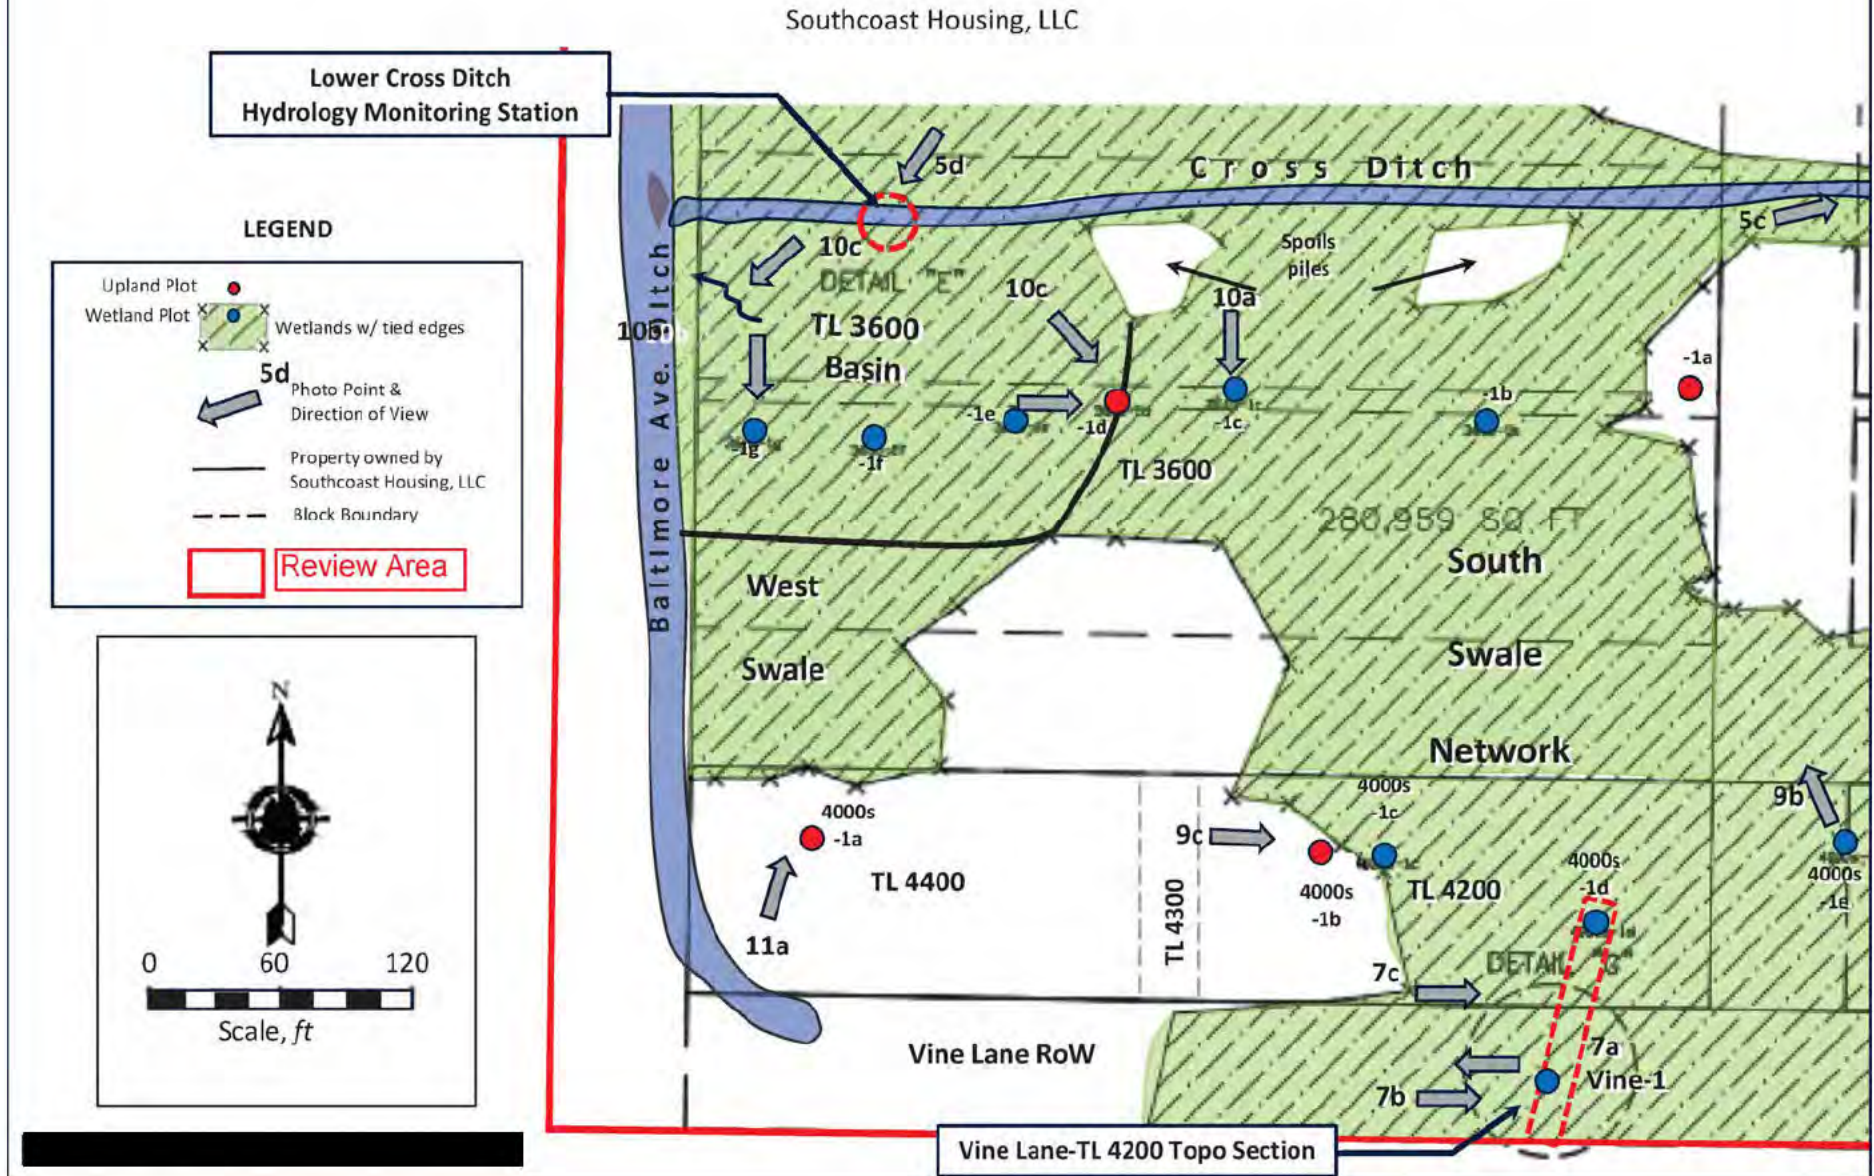 Southcoast Housing, LLC
Lower Cross Ditch
Hydrology Monitoring Station
5d
Cross Ditch
5c
LEGEND
Upland Plot
Wetland Plot
Wetlands w/ tied edges
5d
Photo Point &
Direction of View
Property owned by
Southcoast Housing, LLC
Block Boundary
Review Area
10c
DETAIL "E"
Spoils
piles
10c
10a
10b
TL 3600
Basin
Baltimore Ave. Ditch
-1a
-1b
-1e
-1d
-1c
-1g
-1f
TL 3600
280,959 SQ FT
South
West
Swale
Swale
Network
N
0 60 120
Scale, ft
4000s
-1a
9c
4000s
-1c
9b
4000s
-1b
TL 4400
TL 4300
TL 4200
4000s
-1d
4000s
-1e
11a
7c
DETAIL "G"
Vine Lane RoW
7a
Vine-1
7b
Vine Lane-TL 4200 Topo Section